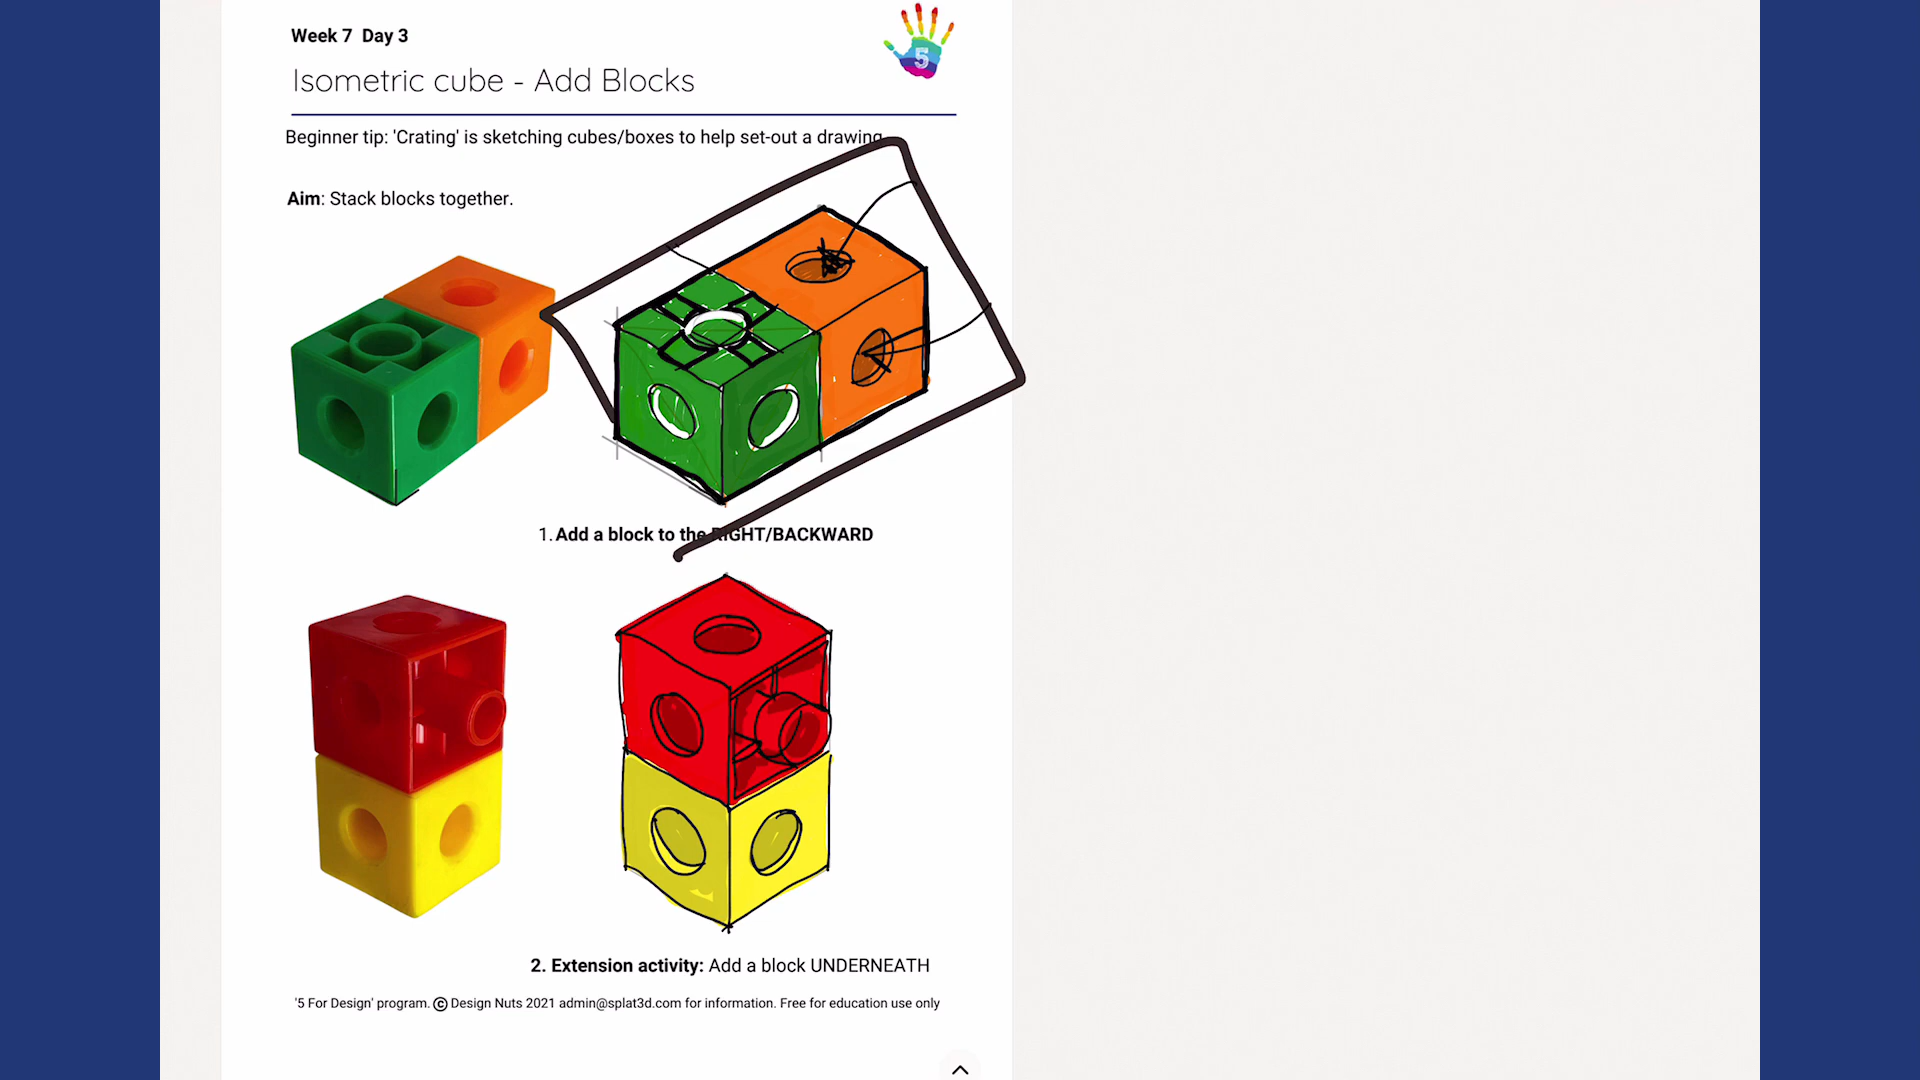 Week 7 Day 3
5
Isometric cube - Add Blocks
Beginner tip: 'Crating' is sketching cubes/boxes to help set-out a drawing
Aim: Stack blocks together.
1. Add a block to the RIGHT/BACKWARD
2. Extension activity: Add a block UNDERNEATH
'5 For Design' program. © Design Nuts 2021 admin@splat3d.com for information. Free for education use only